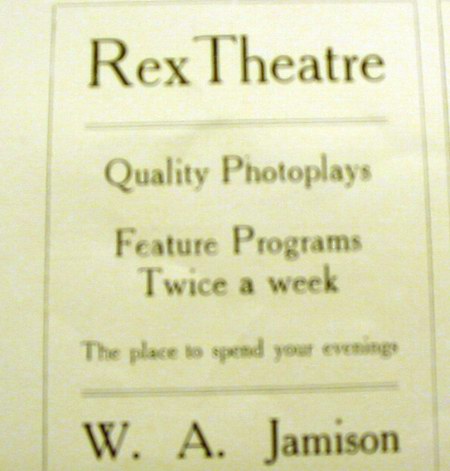 Rex Theatre
Quality Photoplays
Feature Programs
Twice a week
The place to spend your evenings
W. A. Jamison